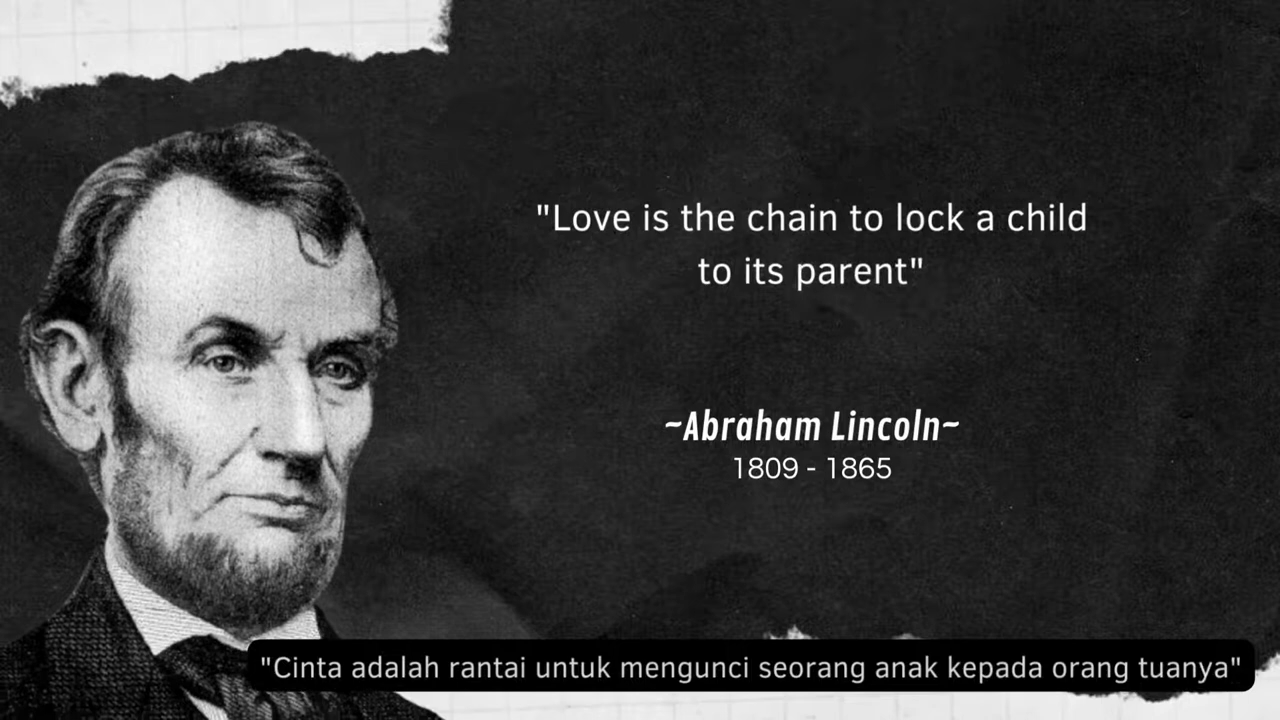 "Love is the chain to lock a child
to its parent"
~Abraham Lincoln~
1809 - 1865
"Cinta adalah rantai untuk mengunci seorang anak kepada orang tuanya"